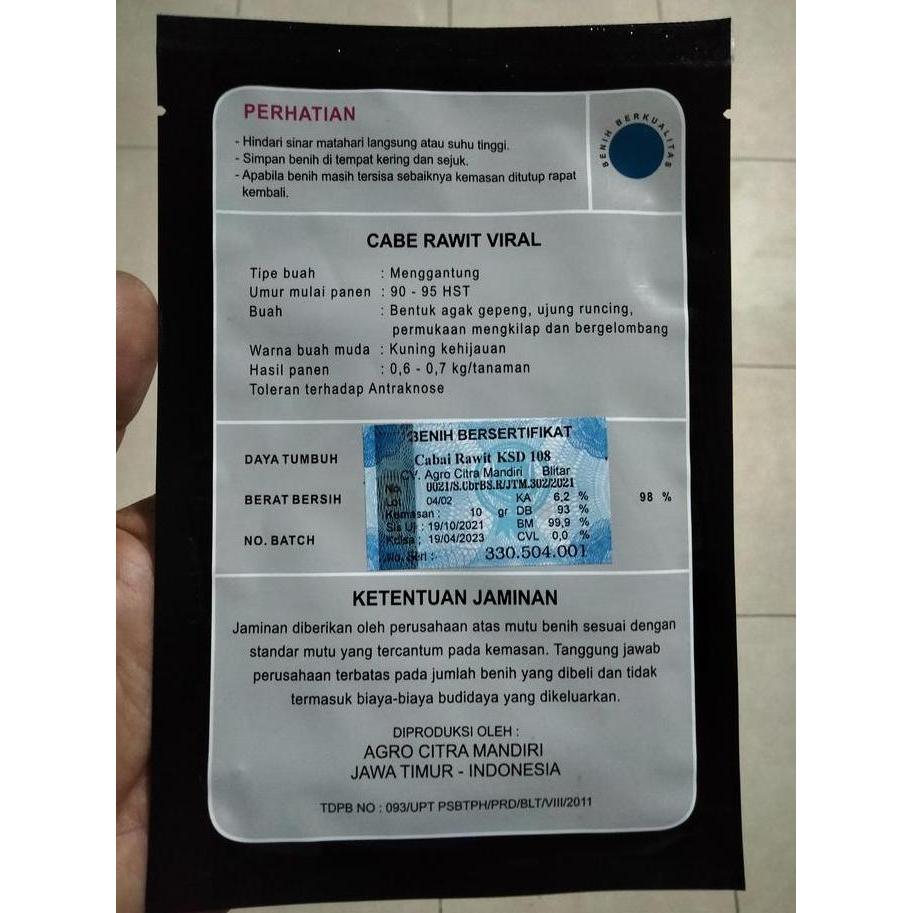 PERHATIAN
- Hindari sinar matahari langsung atau suhu tinggi.
- Simpan benih di tempat kering dan sejuk.
- Apabila benih masih tersisa sebaiknya kemasan ditutup rapat
kembali.
BENIH BERKUALITAS
CABE RAWIT VIRAL
Tipe buah : Menggantung
Umur mulai panen : 90 - 95 HST
Buah : Bentuk agak gepeng, ujung runcing,
permukaan mengkilap dan bergelombang
Warna buah muda : Kuning kehijauan
Hasil panen : 0,6 - 0,7 kg/tanaman
Toleran terhadap Antraknose
DAYA TUMBUH
BERAT BERSIH
NO. BATCH
BENIH BERSERTIFIKAT
Cabai Rawit KSD 108
CV. Agro Citra Mandiri Blitar
No. 0021/S.CbrBS.R/JTM.302/2021
Lot 04/02 KA 6,2 %
Kemasan : 10 gr DB 93 %
Sls Uji : 19/10/2021 BM 99,9 %
Kdlsa : 19/04/2023 CVL 0,0 %
No. Seri : 330.504.001
98 %
KETENTUAN JAMINAN
Jaminan diberikan oleh perusahaan atas mutu benih sesuai dengan
standar mutu yang tercantum pada kemasan. Tanggung jawab
perusahaan terbatas pada jumlah benih yang dibeli dan tidak
termasuk biaya-biaya budidaya yang dikeluarkan.
DIPRODUKSI OLEH :
AGRO CITRA MANDIRI
JAWA TIMUR - INDONESIA
TDPB NO : 093/UPT PSBTPH/PRD/BLT/VIII/2011